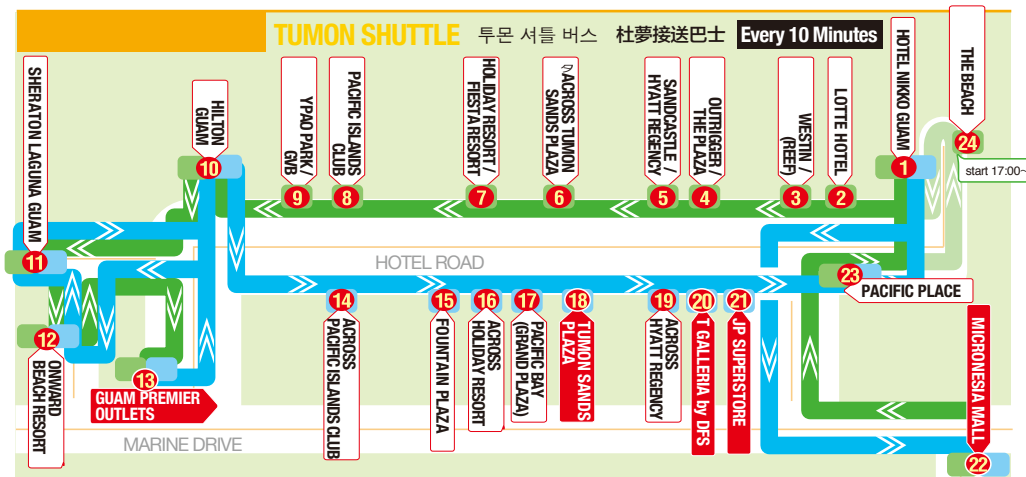 TUMON SHUTTLE 투몬 셔틀 버스 杜夢接送巴士 Every 10 Minutes
SHERATON LAGUNA GUAM
11
HILTON
GUAM
10
YPAO PARK /
GWB
9
PACIFIC ISLANDS
CLUB
8
HOLIDAY RESORT /
FIESTA RESORT
7
ACROSS TUMON
SANDS PLAZA
6
SANDCASTLE /
HYATT REGENCY
5
OUTRIGGER /
THE PLAZA
4
WESTIN /
(REEF)
3
LOTTE HOTEL
2
HOTEL NIKKO GUAM
1
THE BEACH
24
start 17:00~
HOTEL ROAD
23
PACIFIC PLACE
12
ONWARD
BEACH RESORT
13
GUAM PREMIER
OUTLETS
14
ACROSS
PACIFIC ISLANDS CLUB
15
FOUNTAIN PLAZA
16
ACROSS
HOLIDAY RESORT
17
PACIFIC BAY
(GRAND PLAZA)
18
TUMON SANDS
PLAZA
19
ACROSS
HYATT REGENCY
20
T GALLERIA by DFS
21
JP SUPERSTORE
MICRONESIA MALL
22
MARINE DRIVE